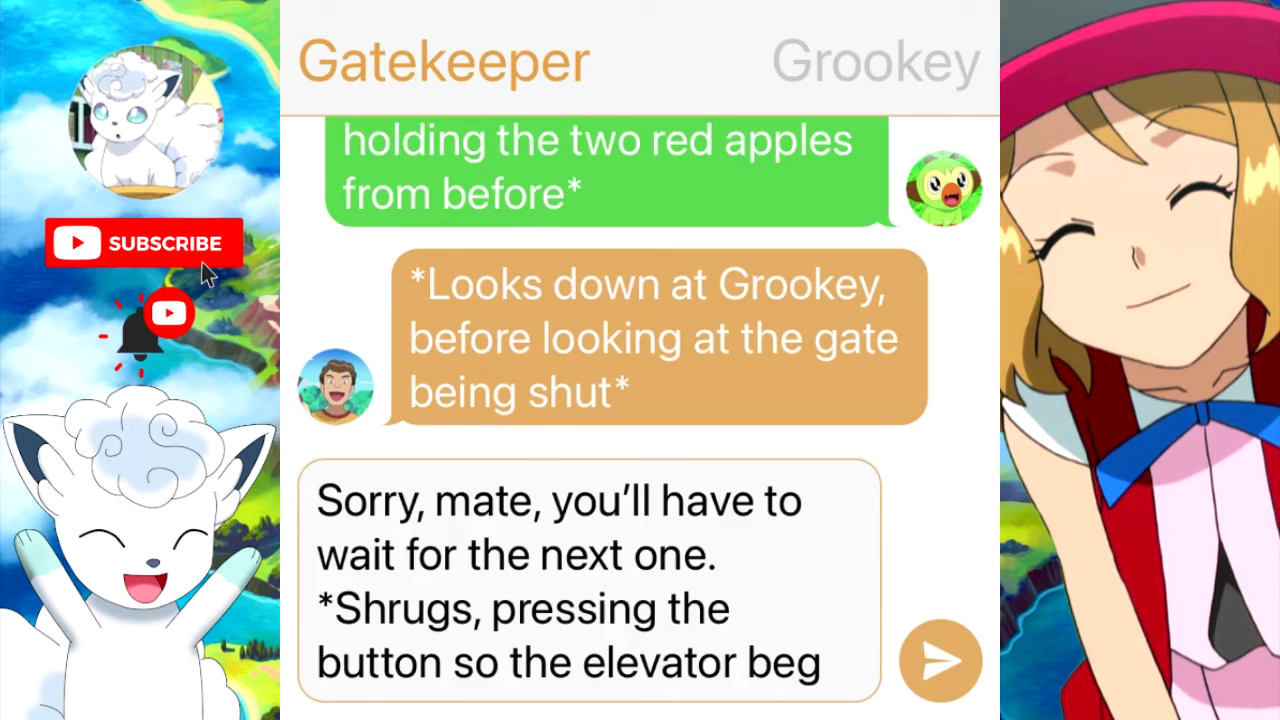 Gatekeeper Grookey
holding the two red apples
from before*
SUBSCRIBE
*Looks down at Grookey,
before looking at the gate
being shut*
Sorry, mate, you’ll have to
wait for the next one.
*Shrugs, pressing the
button so the elevator beg